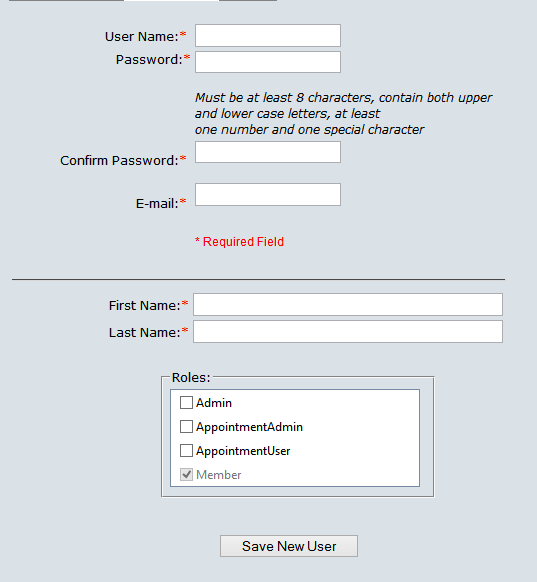 User Name:*
Password:*
Must be at least 8 characters, contain both upper
and lower case letters, at least
one number and one special character
Confirm Password:*
E-mail:*
* Required Field
First Name:*
Last Name:*
Roles:
Admin
AppointmentAdmin
AppointmentUser
Member
Save New User